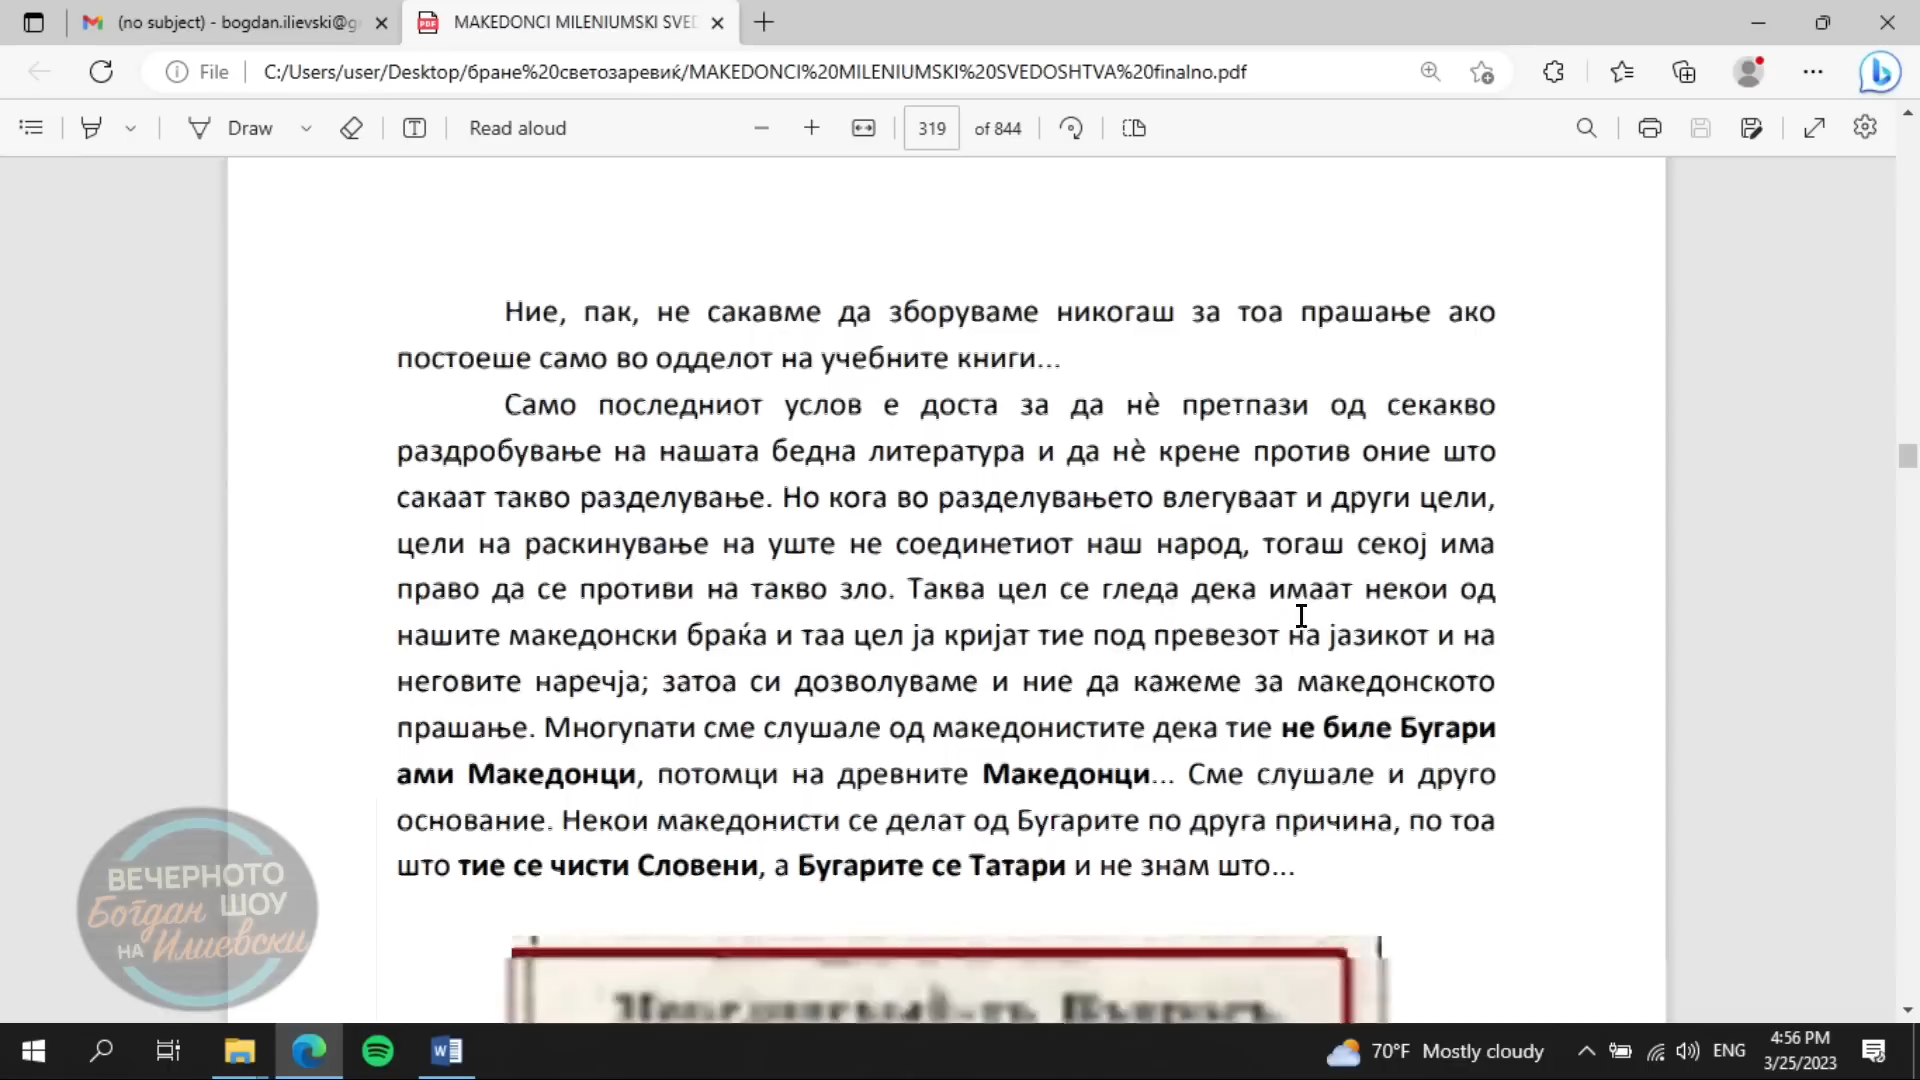 (no subject) - bogdan.ilievski@g
MAKEDONCI MILENIUMSKI SVED
File
C:/Users/user/Desktop/бране%20светозаревиќ/MAKEDONCI%20MILENIUMSKI%20SVEDOSHTVA%20finalno.pdf
Draw
Read aloud
319 of 844
Ние, пак, не сакавме да зборуваме никогаш за тоа прашање ако
постоеше само во одделот на учебните книги...
Само последниот услов е доста за да нѐ претпази од секакво
раздробување на нашата бедна литература и да нѐ крене против оние што
сакаат такво разделување. Но кога во разделувањето влегуваат и други цели,
цели на раскинување на уште не соединетиот наш народ, тогаш секој има
право да се противи на такво зло. Таква цел се гледа дека имаат некои од
нашите македонски браќа и таа цел ја кријат тие под превезот на јазикот и на
неговите наречја; затоа си дозволуваме и ние да кажеме за македонското
прашање. Многупати сме слушале од македонистите дека тие не биле Бугари
ами Македонци, потомци на древните Македонци... Сме слушале и друго
основание. Некои македонисти се делат од Бугарите по друга причина, по тоа
што тие се чисти Словени, а Бугарите се Татари и не знам што...
ВЕЧЕРНОТО
ШОУ
НА
Богдан
Илиевски
70°F Mostly cloudy
ENG
4:56 PM
3/25/2023